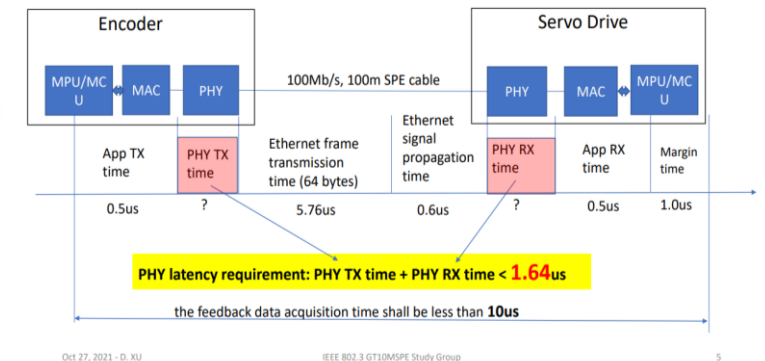 Encoder
Servo Drive
MPU/MC
U
MAC
PHY
100Mb/s, 100m SPE cable
PHY
MAC
MPU/MC
U
App TX
time
PHY TX
time
Ethernet frame
transmission
time (64 bytes)
Ethernet
signal
propagation
time
PHY RX
time
App RX
time
Margin
time
0.5us
?
5.76us
0.6us
?
0.5us
1.0us
PHY latency requirement: PHY TX time + PHY RX time < 1.64us
the feedback data acquisition time shall be less than 10us
Oct 27, 2021 - D. XU
IEEE 802.3 GT10MSPE Study Group
5